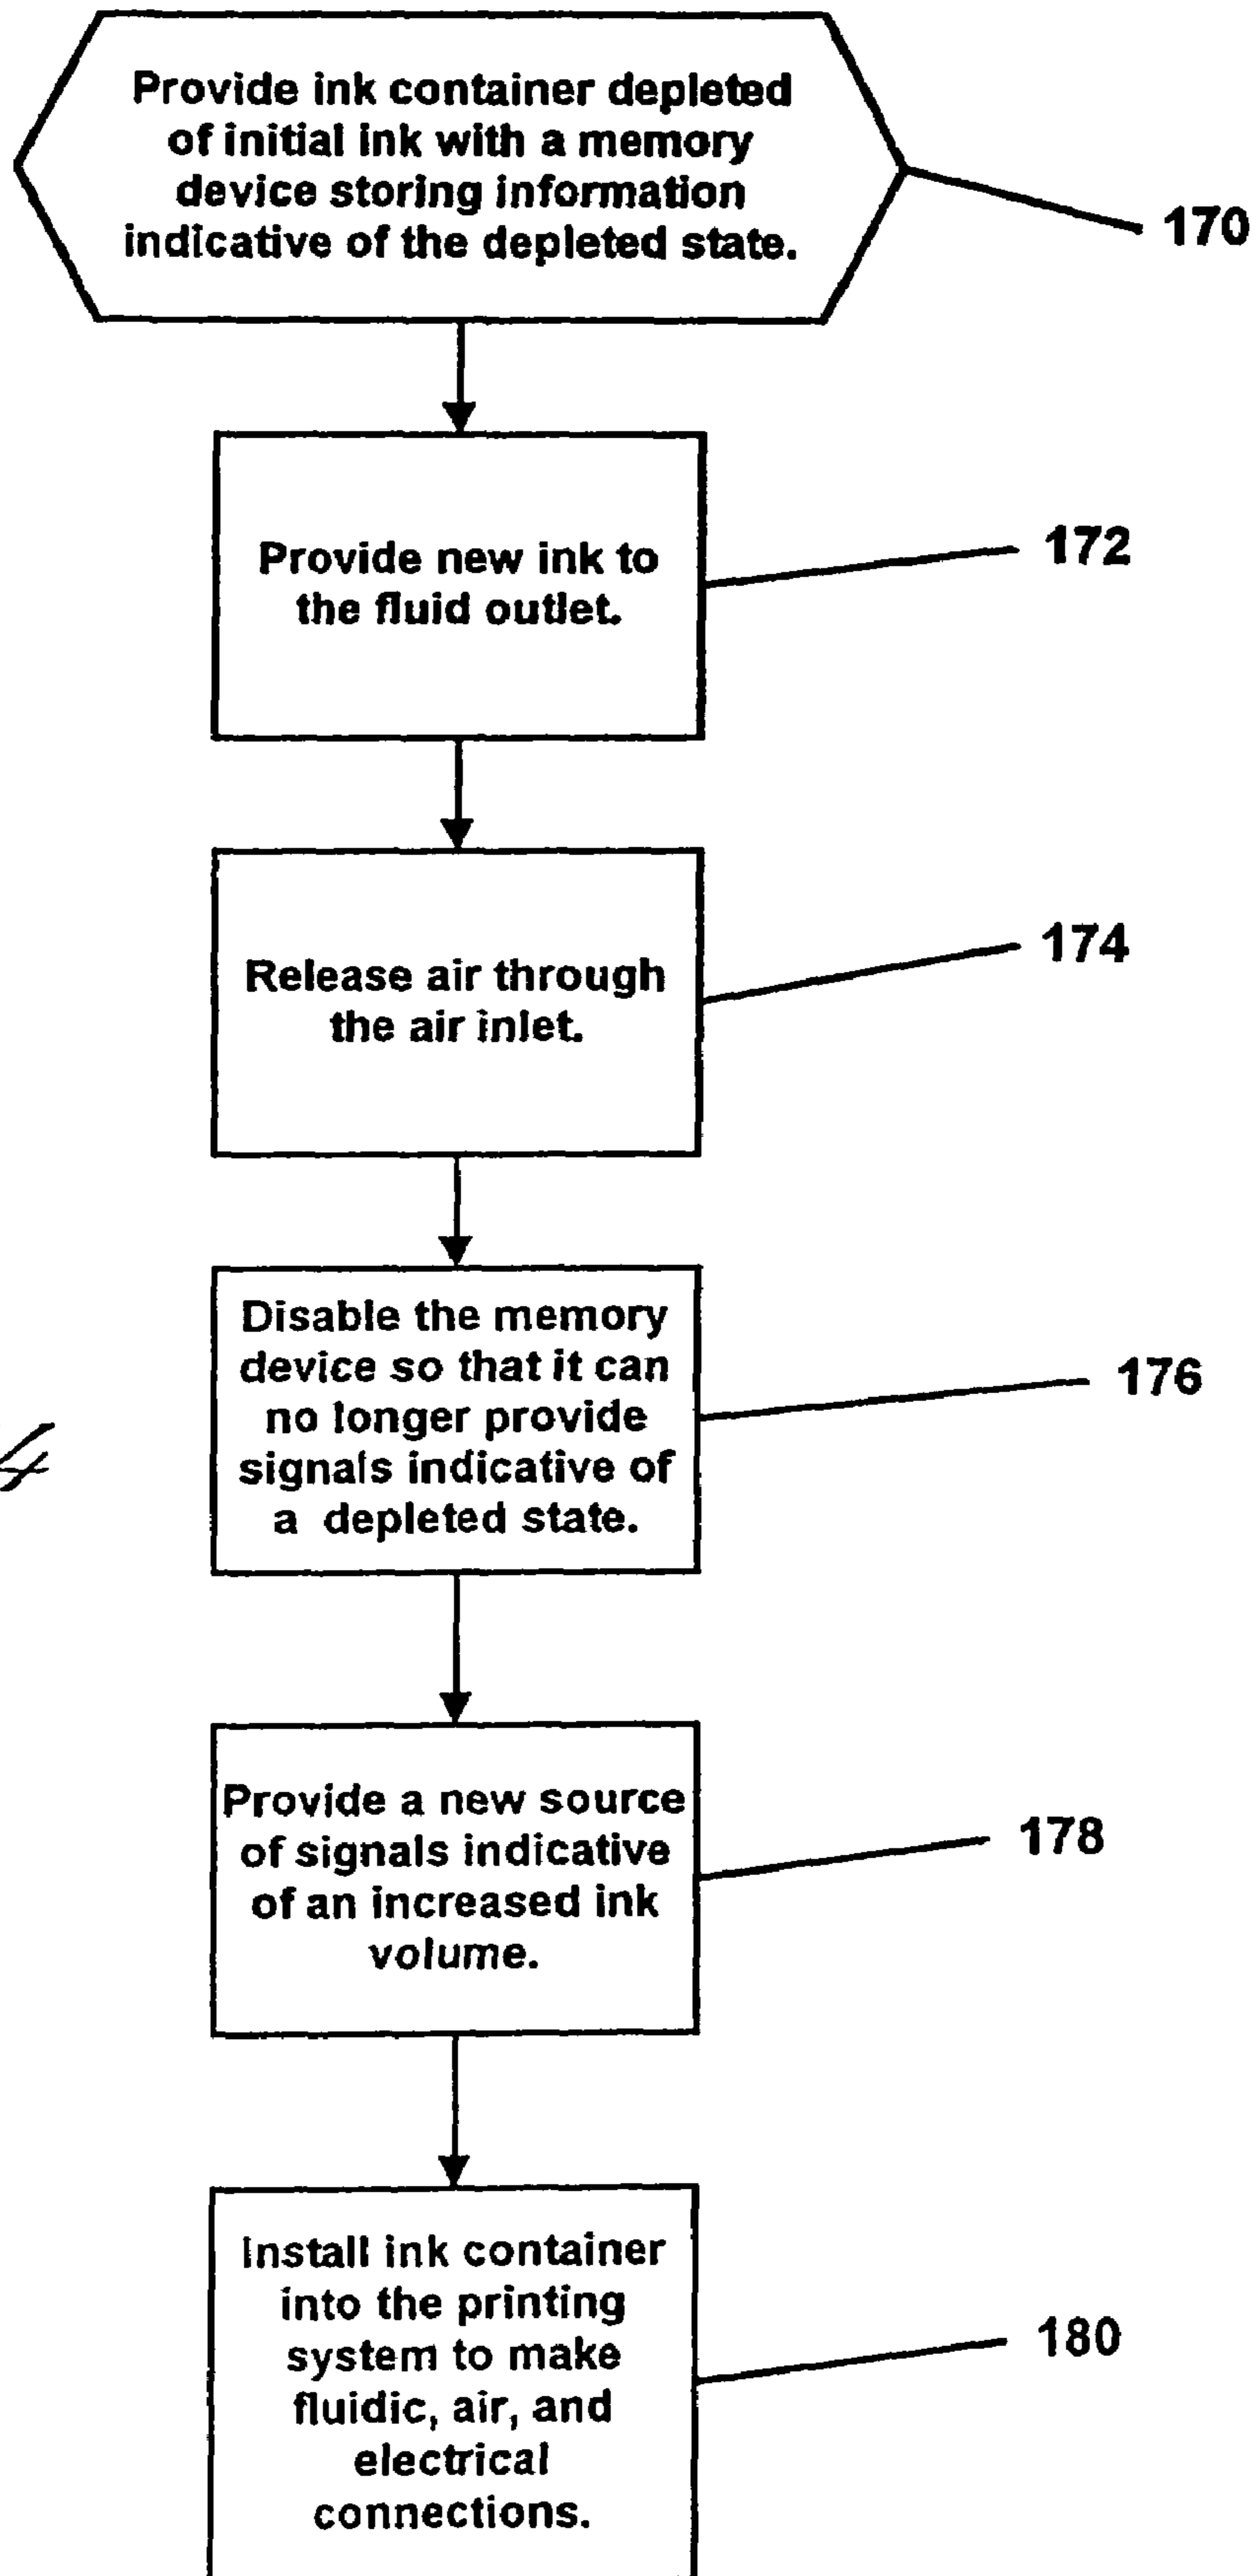 Provide ink container depleted
of initial ink with a memory
device storing information
indicative of the depleted state.
170
Provide new ink to
the fluid outlet.
172
Release air through
the air inlet.
174
Disable the memory
device so that it can
no longer provide
signals indicative of
a depleted state.
176
4
Provide a new source
of signals indicative
of an increased ink
volume.
178
Install ink container
into the printing
system to make
fluidic, air, and
electrical
connections.
180